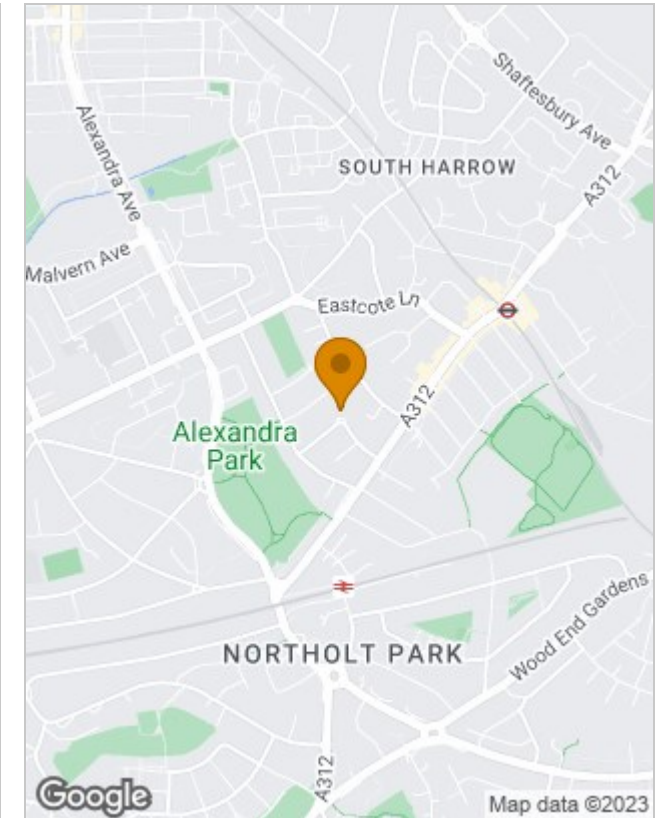 Shaftesbury Ave
Alexandra Ave
SOUTH HARROW
A312
Malvern Ave
Eastcote Ln
A312
Alexandra
Park
Wood End Gardens
NORTHOLT PARK
A312
Google
Map data ©2023